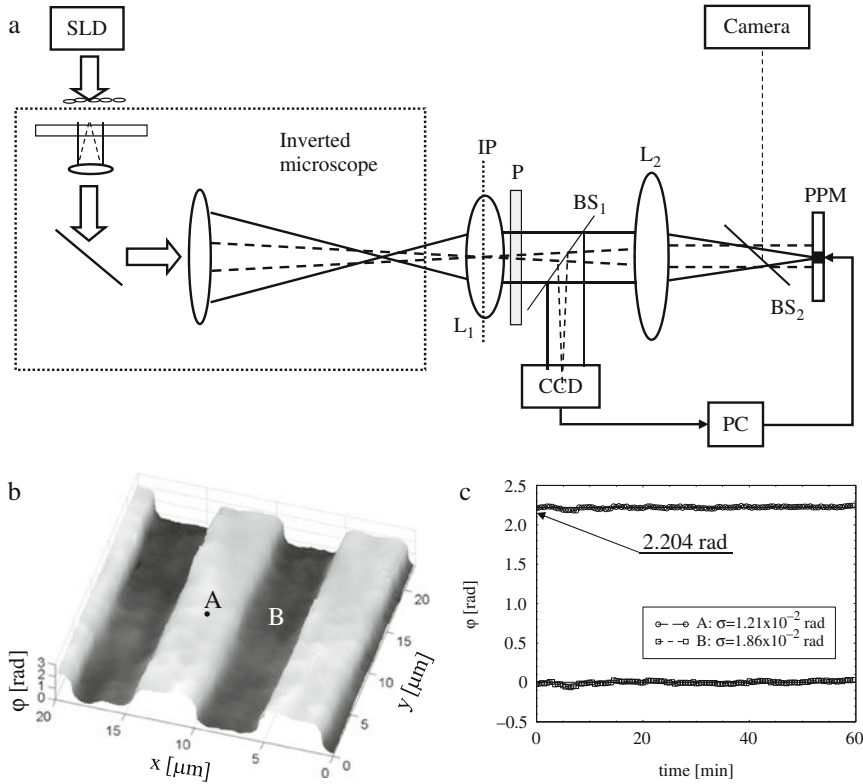 a
SLD
Camera
Inverted
microscope
IP
P
BS₁
L₂
PPM
L₁
BS₂
CCD
PC
b
A
B
φ [rad]
3
2
1
0
20
15
10
5
0
x [μm]
0
5
10
15
20
y [μm]
c
2.5
2.0
1.5
1.0
0.5
0
−0.5
φ [rad]
2.204 rad
A: σ=1.21x10⁻² rad
B: σ=1.86x10⁻² rad
0 10 20 30 40 50 60
time [min]